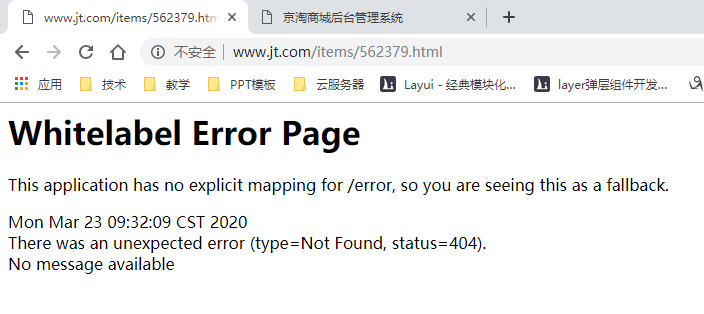 www.jt.com/items/562379.htm
京淘商城后台管理系统
不安全 | www.jt.com/items/562379.html
应用 技术 教学 PPT模板 云服务器 Layui - 经典模块化... layer弹层组件开发...
Whitelabel Error Page
This application has no explicit mapping for /error, so you are seeing this as a fallback.
Mon Mar 23 09:32:09 CST 2020
There was an unexpected error (type=Not Found, status=404).
No message available